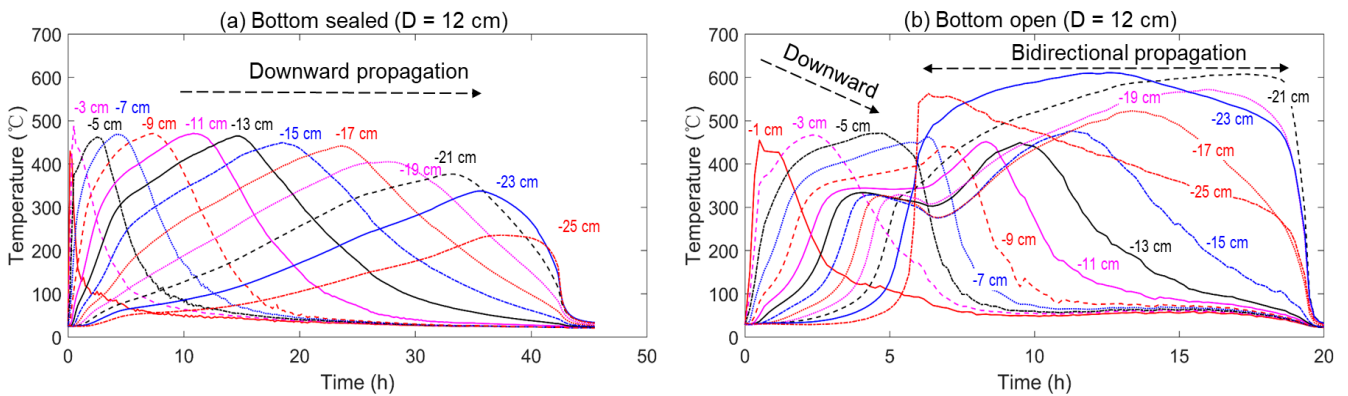 (a) Bottom sealed (D = 12 cm)
700
600
500
400
300
200
100
0
Temperature (℃)
Downward propagation
-3 cm
-7 cm
-5 cm
-9 cm
-11 cm
-13 cm
-15 cm
-17 cm
-19 cm
-21 cm
-23 cm
-25 cm
0 10 20 30 40 50
Time (h)
(b) Bottom open (D = 12 cm)
700
600
500
400
300
200
100
0
Temperature (℃)
Downward
Bidirectional propagation
-1 cm
-3 cm
-5 cm
-19 cm
-21 cm
-23 cm
-17 cm
-25 cm
-15 cm
-13 cm
-11 cm
-9 cm
-7 cm
0 5 10 15 20
Time (h)